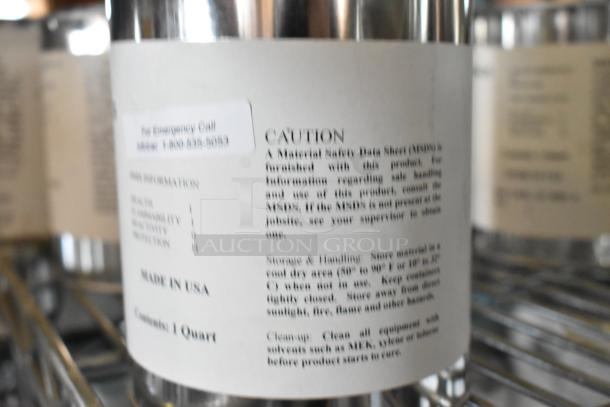 For Emergency Call
Infotrac 1-800-535-5053
INFORMATION
HEALTH
FLAMMABILITY
REACTIVITY
PROTECTION
MADE IN USA
Contents: 1 Quart
CAUTION
A Material Safety Data Sheet (MSDS) is
furnished with this product. For
Information regarding safe handling
and use of this product, consult the
MSDS. If the MSDS is not present at the
jobsite, see your supervisor to obtain
one.
Storage & Handling: Store material in a
cool dry area (50° to 90° F or 10° to 32°
C) when not in use. Keep containers
tightly closed. Store away from direct
sunlight, fire, flame and other hazards.
Clean-up: Clean all equipment with
solvents such as MEK, xylene or toluene
before product starts to cure.
AUCTION GROUP